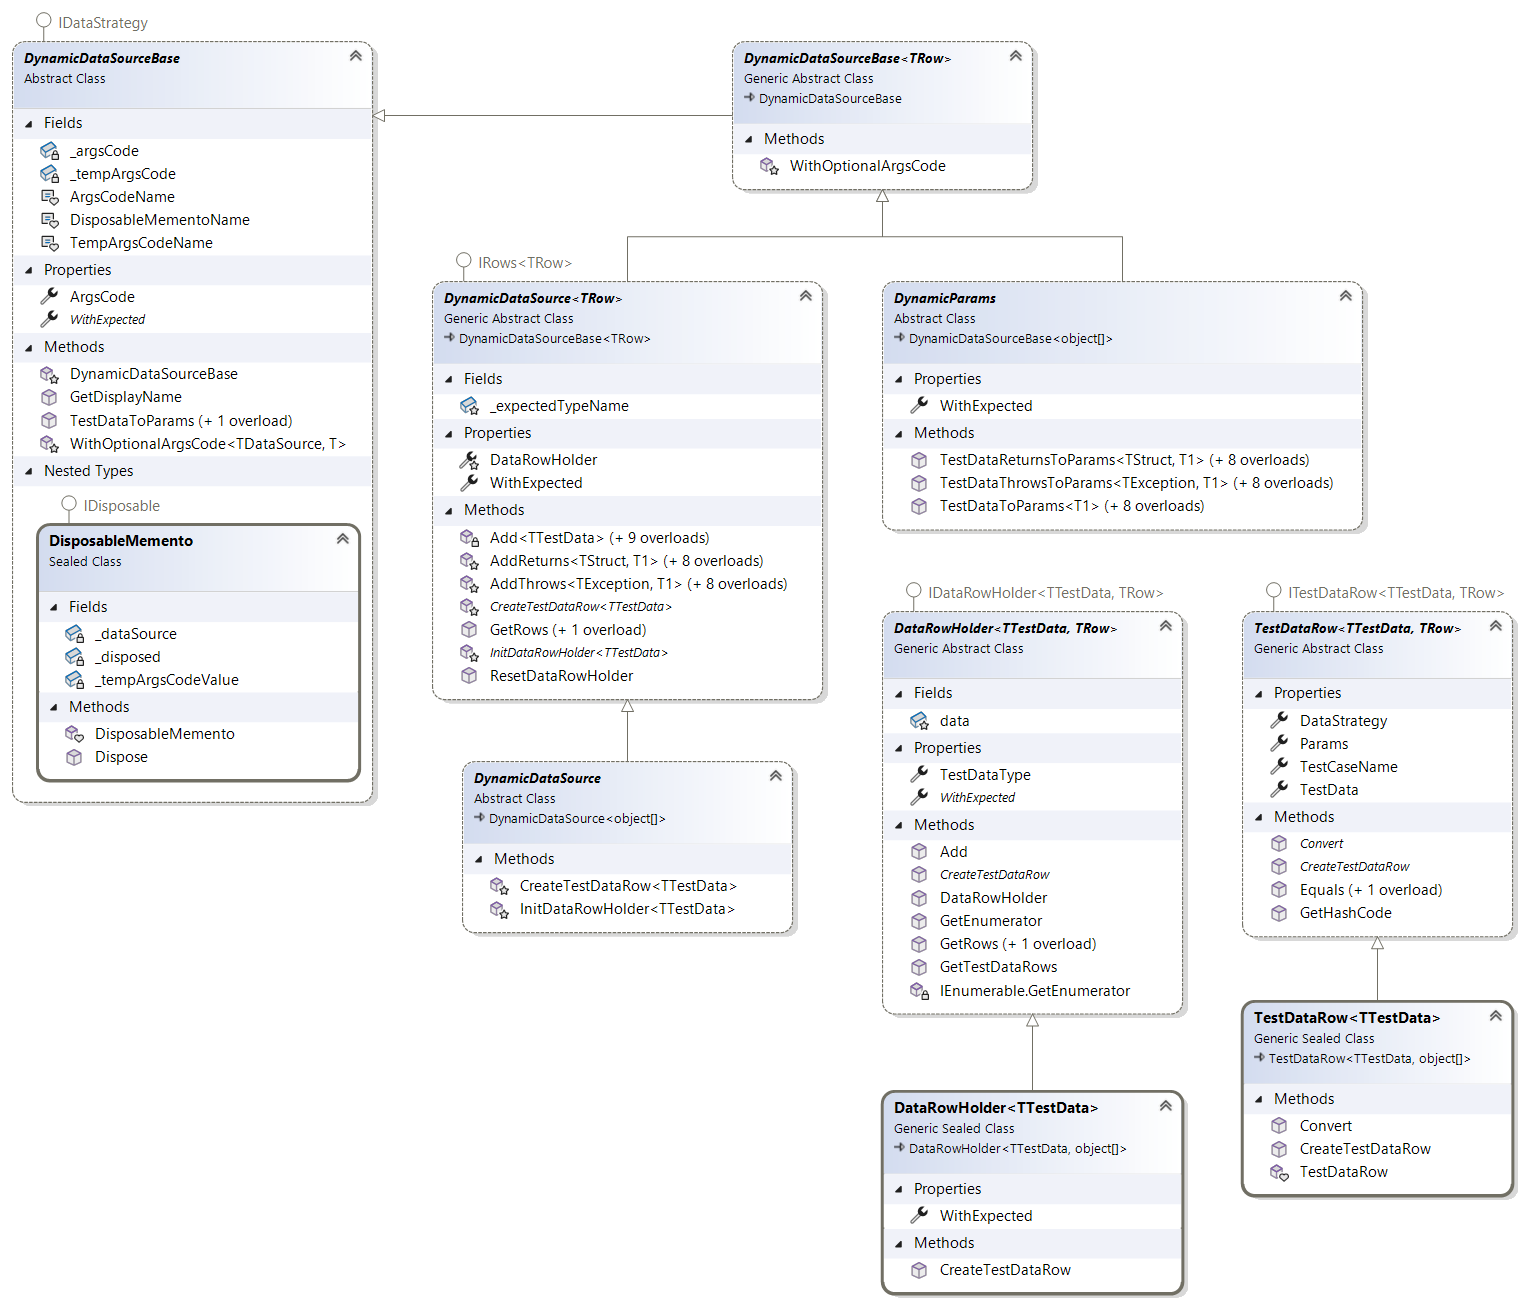 IDataStrategy
DynamicDataSourceBase
Abstract Class
Fields
_argsCode
_tempArgsCode
ArgsCodeName
DisposableMementoName
TempArgsCodeName
Properties
ArgsCode
WithExpected
Methods
DynamicDataSourceBase
GetDisplayName
TestDataToParams (+ 1 overload)
WithOptionalArgsCode<TDataSource, T>
Nested Types
IDisposable
DisposableMemento
Sealed Class
Fields
_dataSource
_disposed
_tempArgsCodeValue
Methods
DisposableMemento
Dispose
DynamicDataSourceBase<TRow>
Generic Abstract Class
DynamicDataSourceBase
Methods
WithOptionalArgsCode
IRows<TRow>
DynamicDataSource<TRow>
Generic Abstract Class
DynamicDataSourceBase<TRow>
Fields
_expectedTypeName
Properties
DataRowHolder
WithExpected
Methods
Add<TTestData> (+ 9 overloads)
AddReturns<TStruct, T1> (+ 8 overloads)
AddThrows<TException, T1> (+ 8 overloads)
CreateTestDataRow<TTestData>
GetRows (+ 1 overload)
InitDataRowHolder<TTestData>
ResetDataRowHolder
DynamicParams
Abstract Class
DynamicDataSourceBase<object[]>
Properties
WithExpected
Methods
TestDataReturnsToParams<TStruct, T1> (+ 8 overloads)
TestDataThrowsToParams<TException, T1> (+ 8 overloads)
TestDataToParams<T1> (+ 8 overloads)
DynamicDataSource
Abstract Class
DynamicDataSource<object[]>
Methods
CreateTestDataRow<TTestData>
InitDataRowHolder<TTestData>
IDataRowHolder<TTestData, TRow>
DataRowHolder<TTestData, TRow>
Generic Abstract Class
Fields
data
Properties
TestDataType
WithExpected
Methods
Add
CreateTestDataRow
DataRowHolder
GetEnumerator
GetRows (+ 1 overload)
GetTestDataRows
IEnumerable.GetEnumerator
ITestDataRow<TTestData, TRow>
TestDataRow<TTestData, TRow>
Generic Abstract Class
Properties
DataStrategy
Params
TestCaseName
TestData
Methods
Convert
CreateTestDataRow
Equals (+ 1 overload)
GetHashCode
DataRowHolder<TTestData>
Generic Sealed Class
DataRowHolder<TTestData, object[]>
Properties
WithExpected
Methods
CreateTestDataRow
TestDataRow<TTestData>
Generic Sealed Class
TestDataRow<TTestData, object[]>
Methods
Convert
CreateTestDataRow
TestDataRow